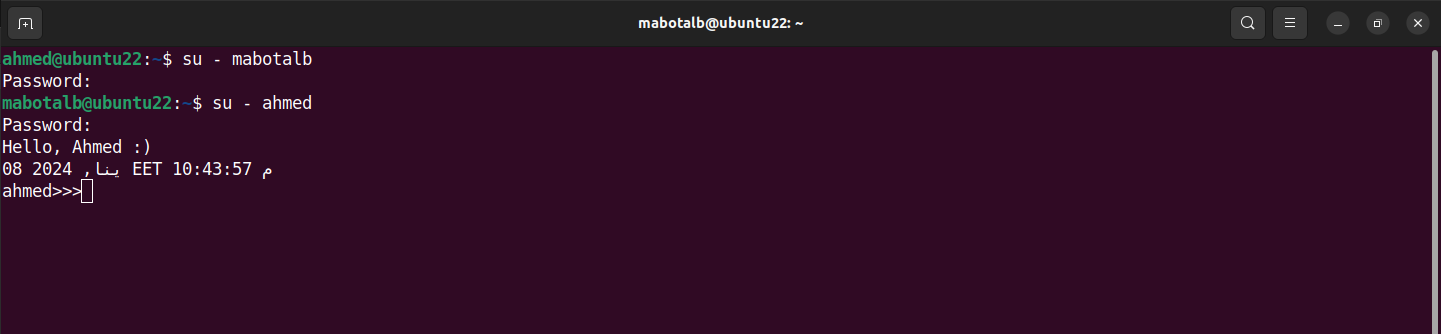 mabotalb@ubuntu22: ~
ahmed@ubuntu22:~$ su - mabotalb
Password:
mabotalb@ubuntu22:~$ su - ahmed
Password:
Hello, Ahmed :)
08 ينا, 2024 EET 10:43:57 م
ahmed>>>